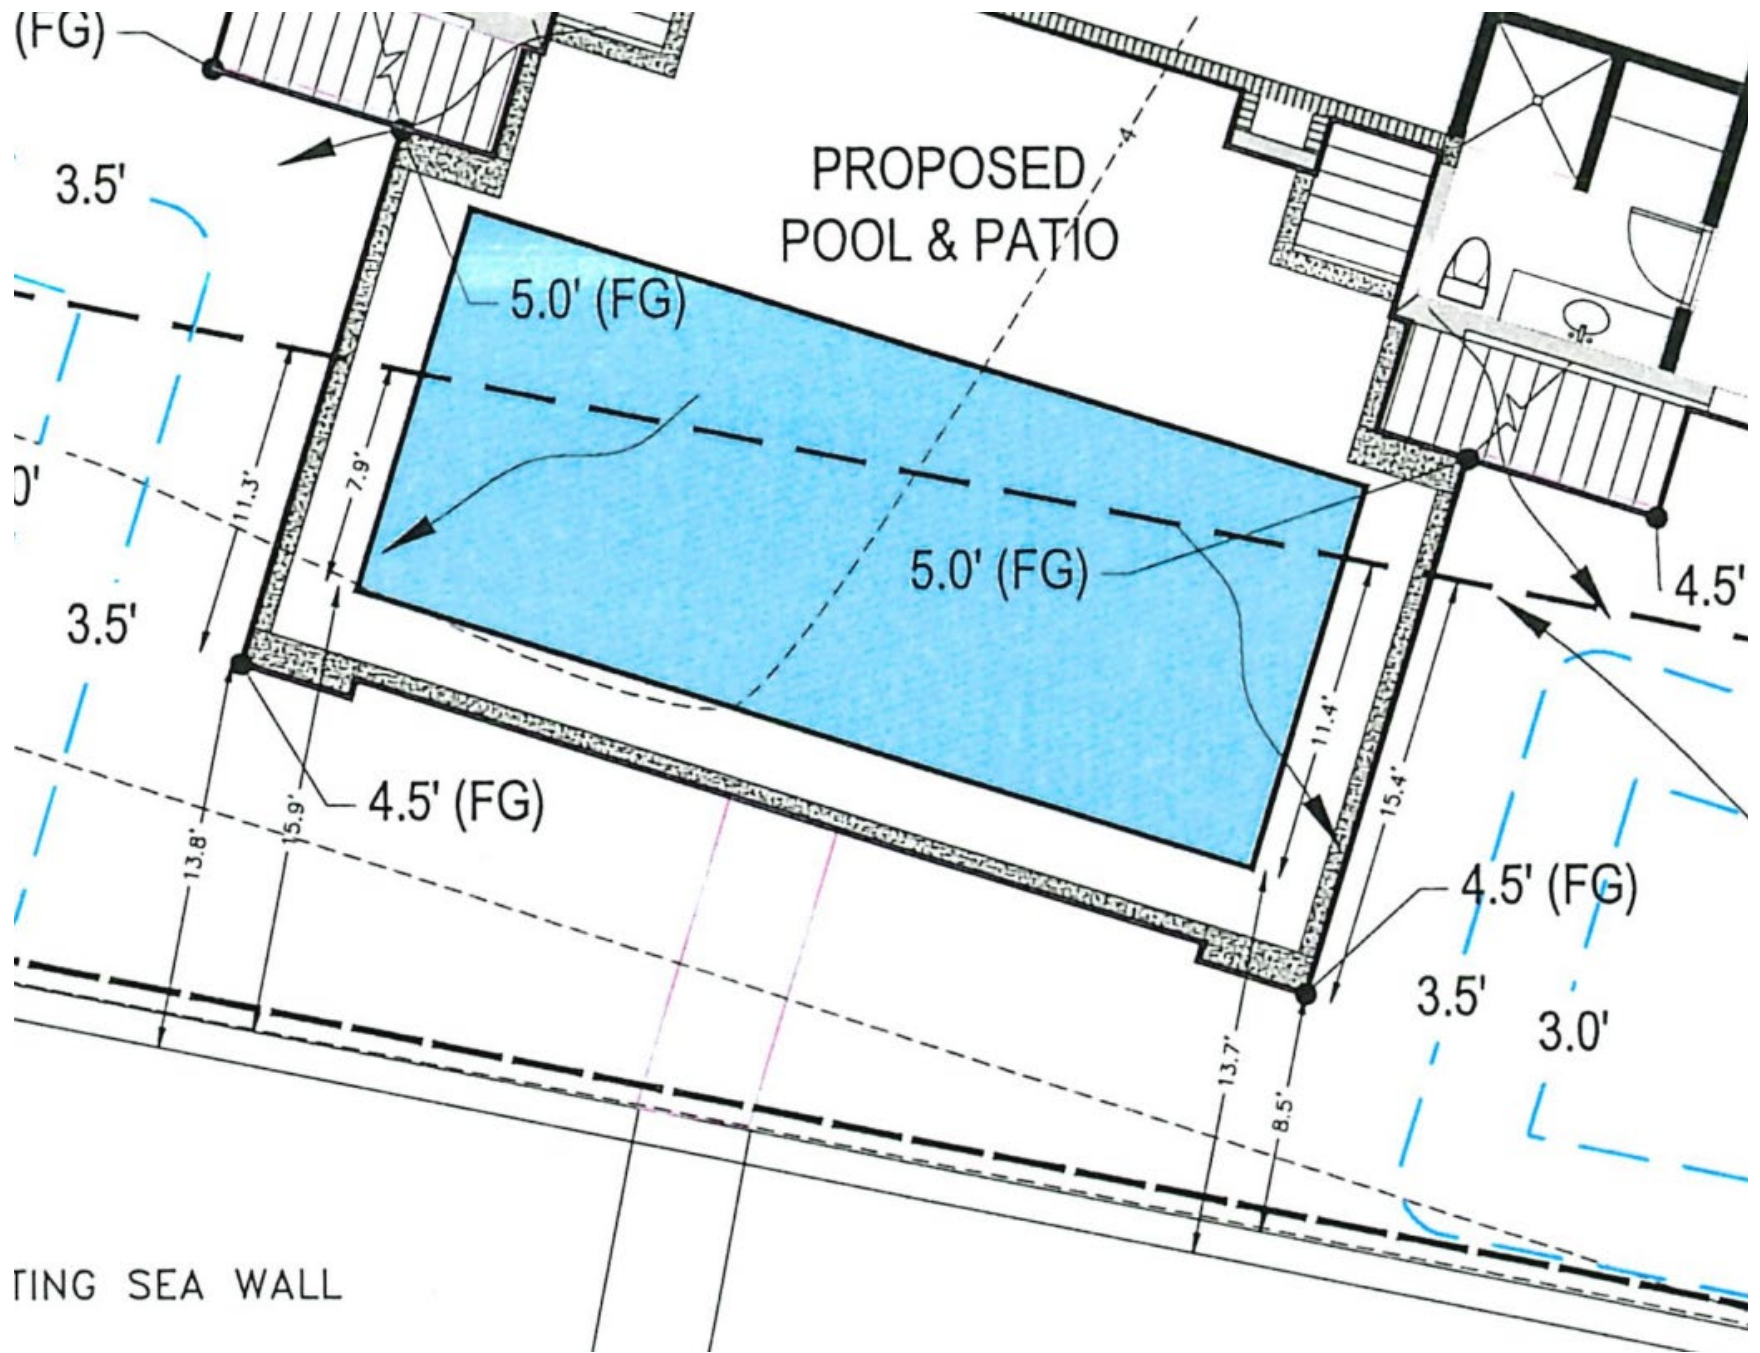 (FG)
3.5'
PROPOSED
POOL & PATIO
4
5.0' (FG)
11.3'
7.9'
0'
5.0' (FG)
4.5'
3.5'
11.4'
15.4'
4.5' (FG)
13.8'
15.9'
4.5' (FG)
3.5'
3.0'
13.7'
8.5'
TING SEA WALL